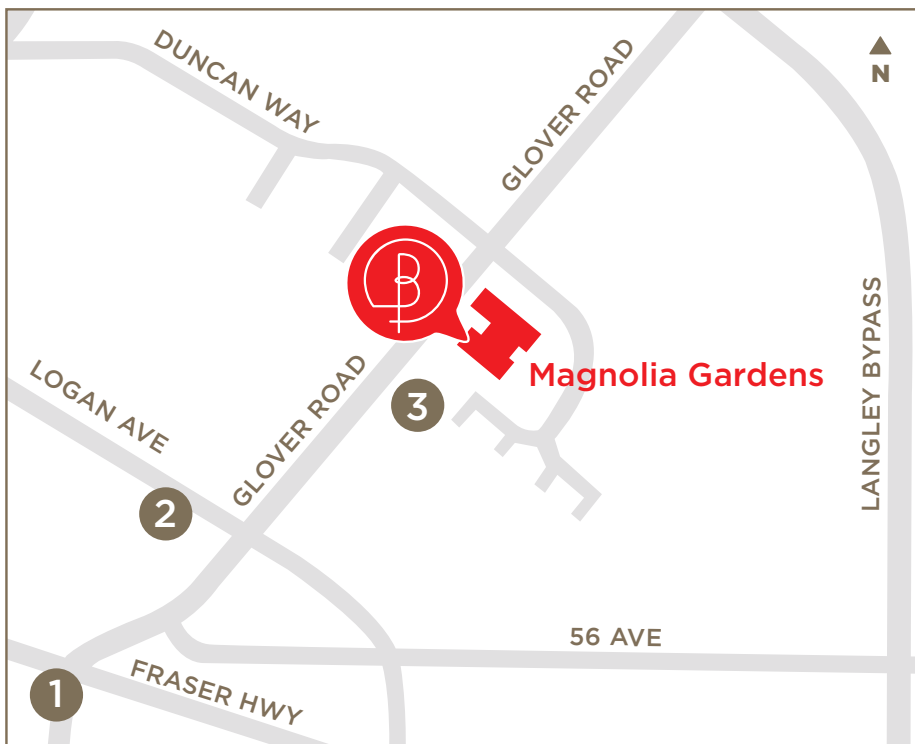 DUNCAN WAY
GLOVER ROAD
N
B
LANGLEY BYPASS
Magnolia Gardens
LOGAN AVE
GLOVER ROAD
3
2
56 AVE
FRASER HWY
1